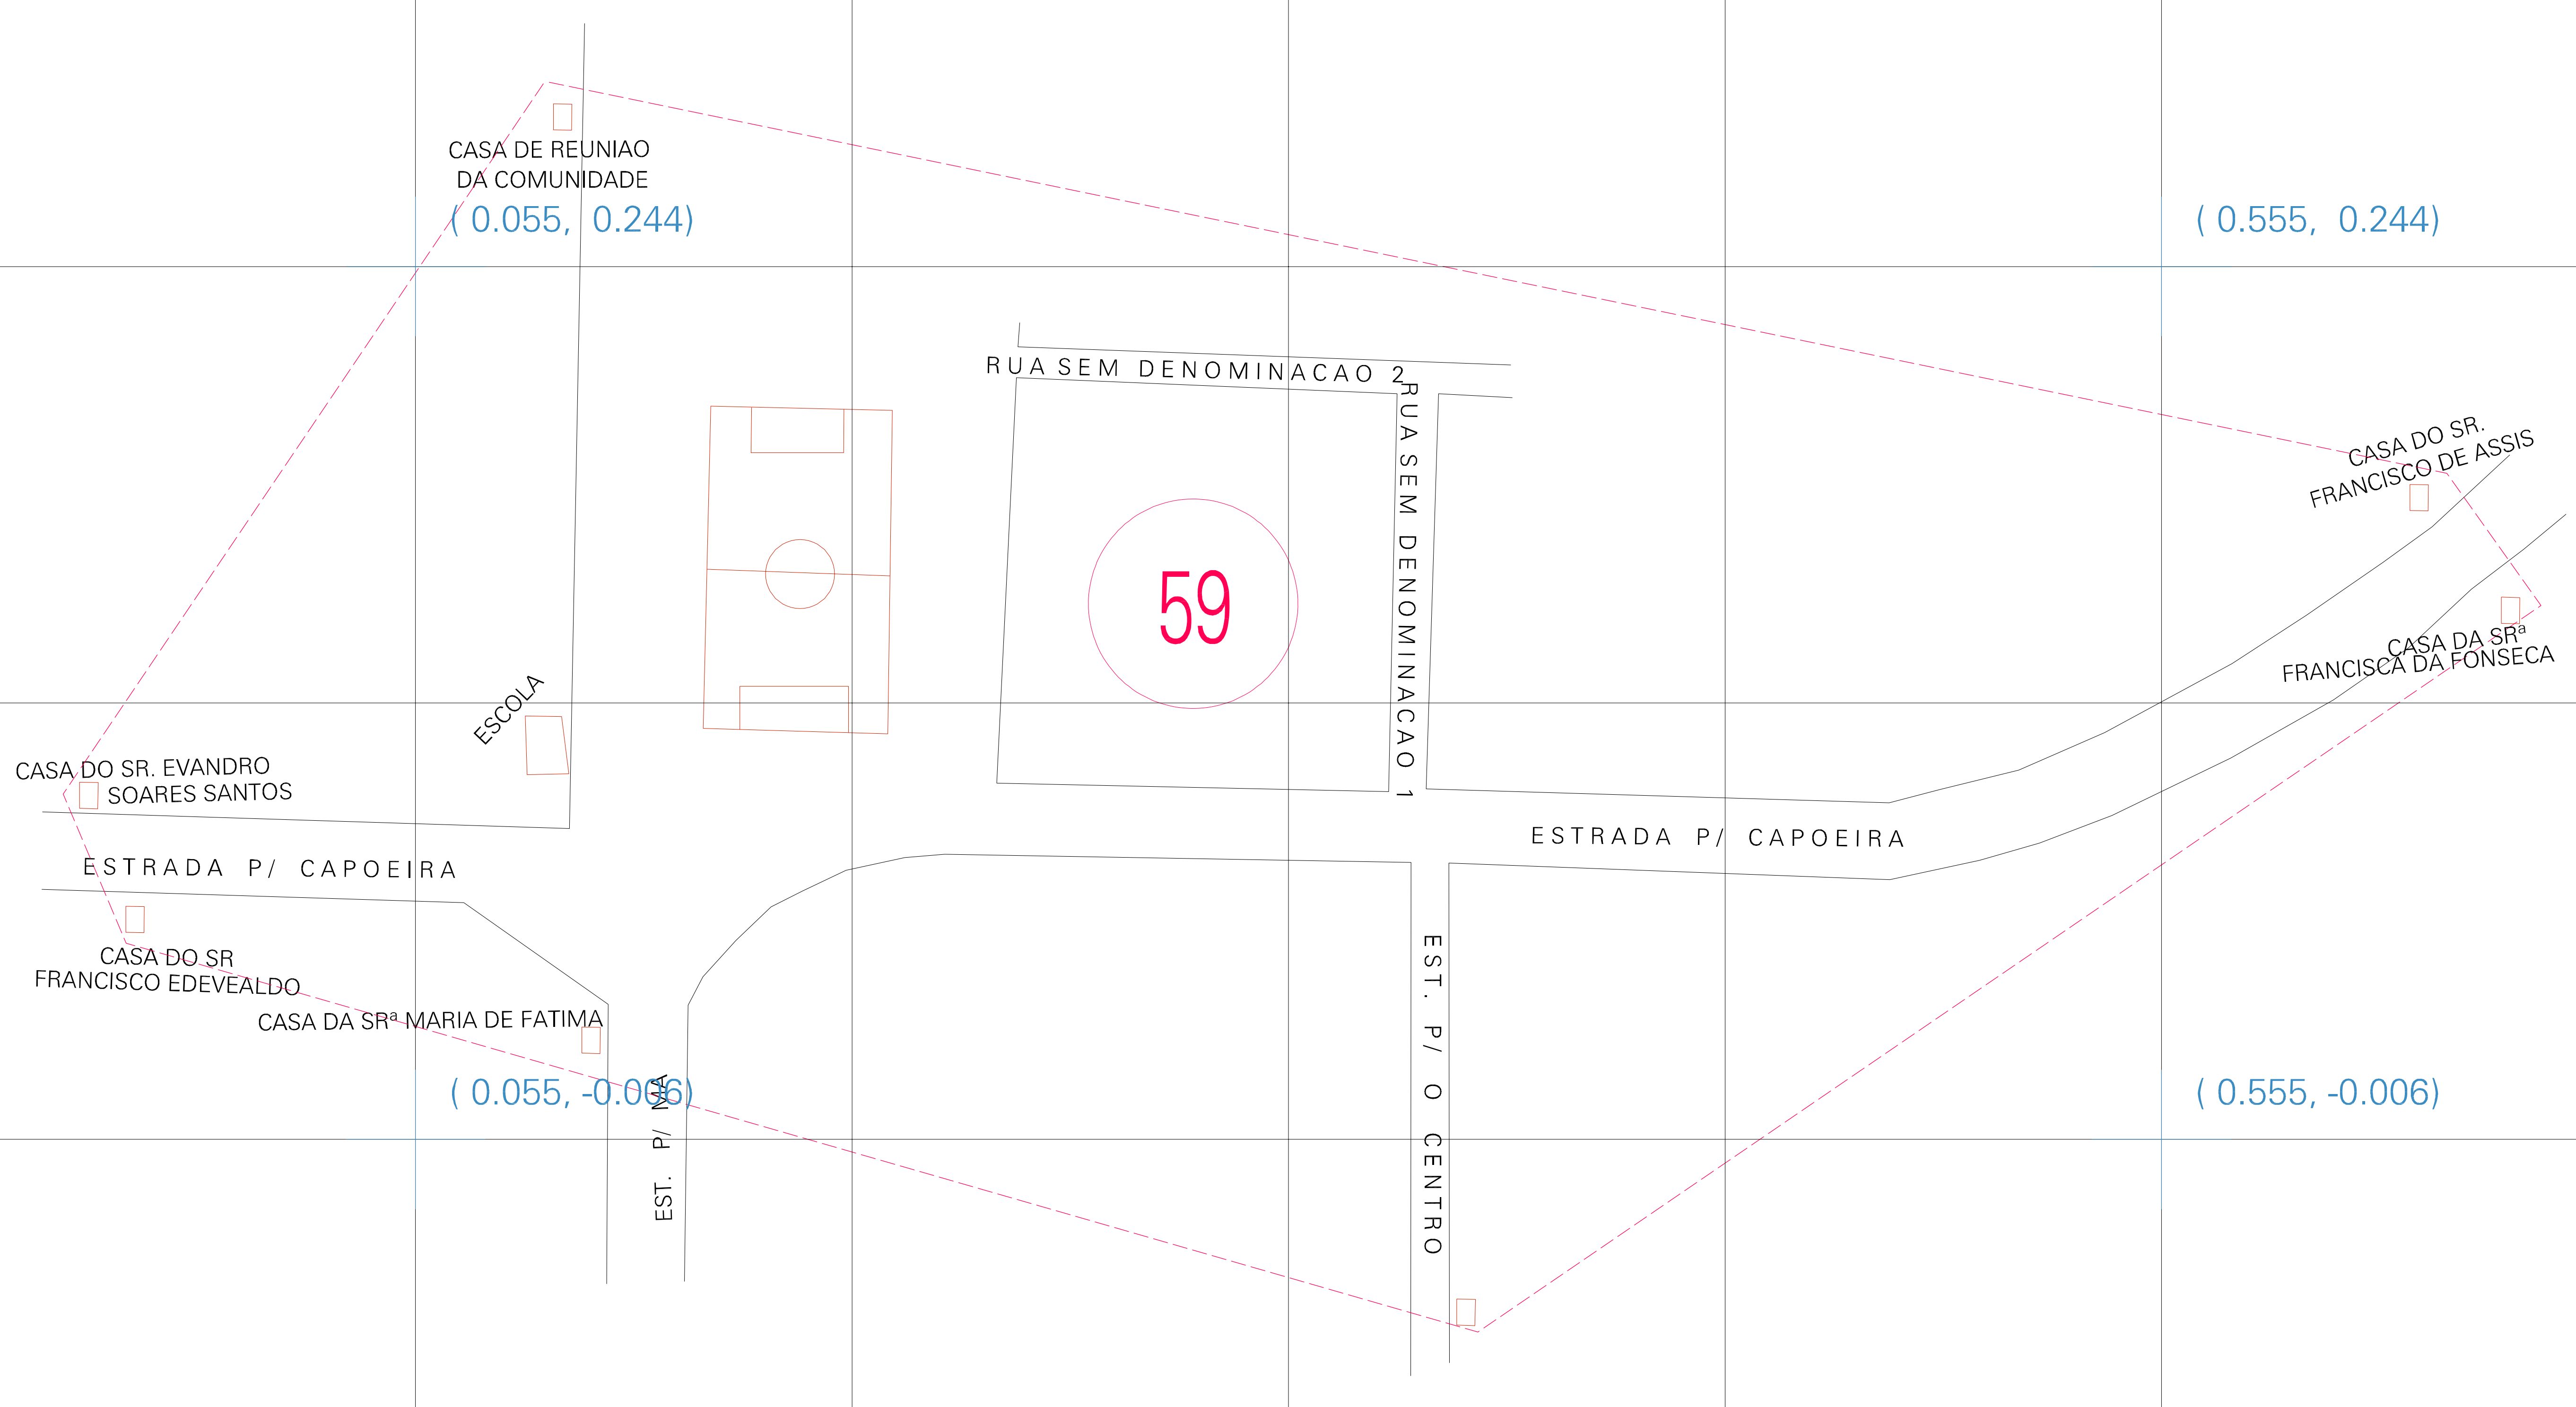 CASA DE REUNIAO
DA COMUNIDADE
( 0.055, 0.244)
( 0.555, 0.244)
RUA SEM DENOMINACAO 2
RUA SEM DENOMINACAO 1
CASA DO SR.
FRANCISCO DE ASSIS
59
CASA DA SRª
FRANCISCA DA FONSECA
ESCOLA
CASA DO SR. EVANDRO
SOARES SANTOS
ESTRADA P/ CAPOEIRA
ESTRADA P/ CAPOEIRA
CASA DO SR
FRANCISCO EDEVEALDO
CASA DA SRª MARIA DE FATIMA
( 0.055, -0.006)
( 0.555, -0.006)
EST. P/ MA
EST. P/ O CENTRO